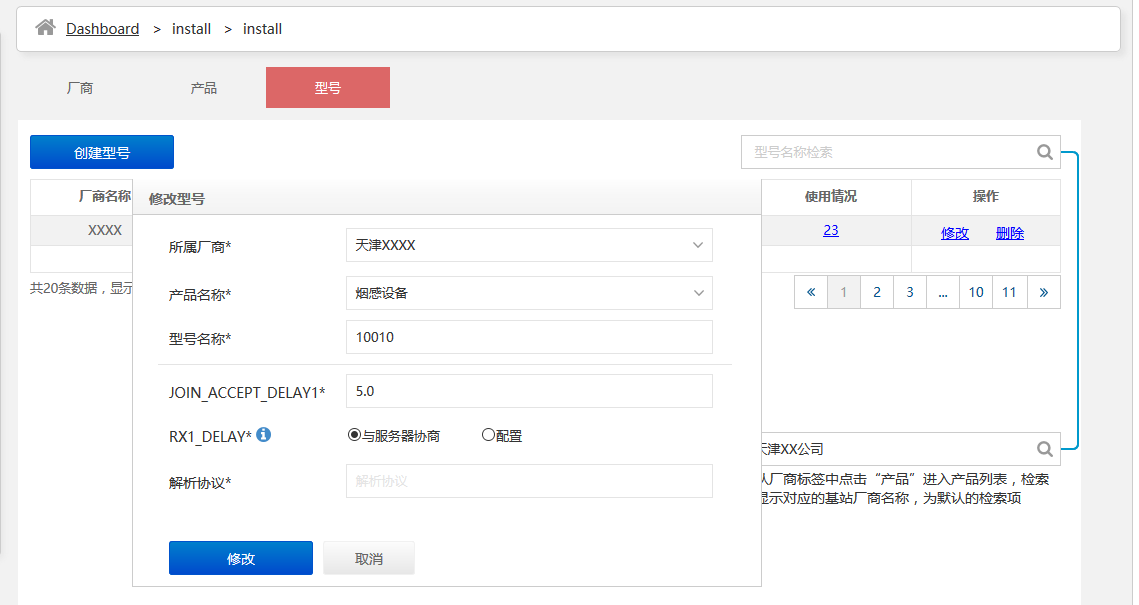 Dashboard > install > install
厂商 产品 型号
创建型号 型号名称检索
厂商名称 使用情况 操作
XXXX 23 修改 删除
共20条数据，显示
« 1 2 3 ... 10 11 »
修改型号
所属厂商* 天津XXXX
产品名称* 烟感设备
型号名称* 10010
JOIN_ACCEPT_DELAY1* 5.0
RX1_DELAY* 与服务器协商 配置
解析协议* 解析协议
修改 取消
天津XX公司
从厂商标签中点击“产品”进入产品列表，检索
显示对应的基站厂商名称，为默认的检索项